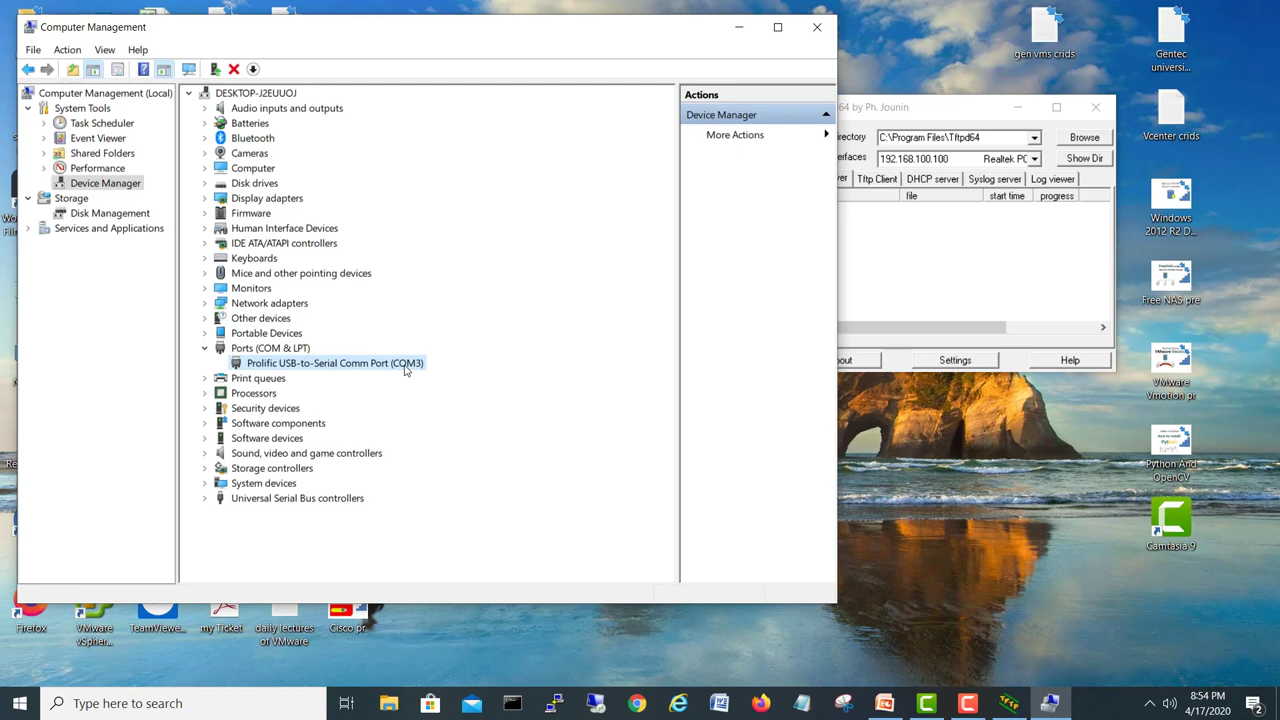 Computer Management
File Action View Help
Computer Management (Local)
System Tools
Task Scheduler
Event Viewer
Shared Folders
Performance
Device Manager
Storage
Disk Management
Services and Applications
DESKTOP-J2EUUOJ
Audio inputs and outputs
Batteries
Bluetooth
Cameras
Computer
Disk drives
Display adapters
Firmware
Human Interface Devices
IDE ATA/ATAPI controllers
Keyboards
Mice and other pointing devices
Monitors
Network adapters
Other devices
Portable Devices
Ports (COM & LPT)
Prolific USB-to-Serial Comm Port (COM3)
Print queues
Processors
Security devices
Software components
Software devices
Sound, video and game controllers
Storage controllers
System devices
Universal Serial Bus controllers
Actions
Device Manager
More Actions
64 by Ph. Jounin
C:\Program Files\Tftpd64
Browse
192.168.100.100 Realtek PC
Show Dir
Tftp Client DHCP server Syslog server Log viewer
file start time progress
Settings Help
gen vms crids
Gentec
universi...
Vcenter crids
Windows
2012 R2 D...
Free NAS pre
VMware
Vmotion pr
Python And
OpenCV
Camtasia 9
Firefox
VMware
vSpher...
TeamViewe...
my Ticket
daily lectures
of VMware
Cisco pr
Type here to search
8:54 PM
4/17/2020
2